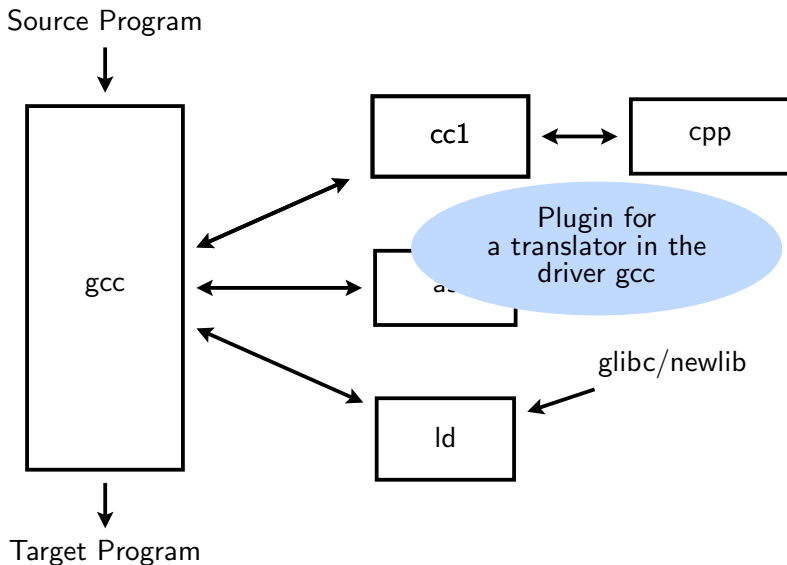 Source Program
cc1
cpp
Plugin for
a translator in the
driver gcc
gcc
glibc/newlib
ld
Target Program